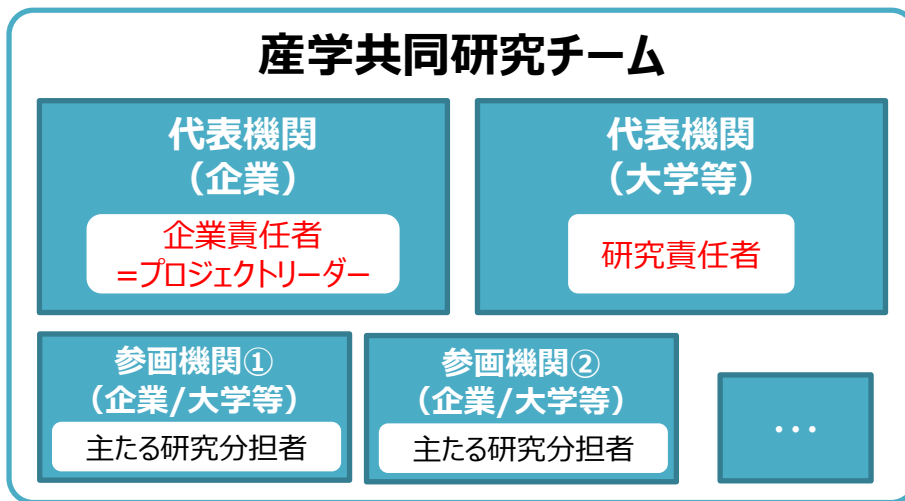 産学共同研究チーム
代表機関
（企業）
企業責任者
=プロジェクトリーダー
代表機関
（大学等）
研究責任者
参画機関①
（企業/大学等）
主たる研究分担者
参画機関②
（企業/大学等）
主たる研究分担者
…